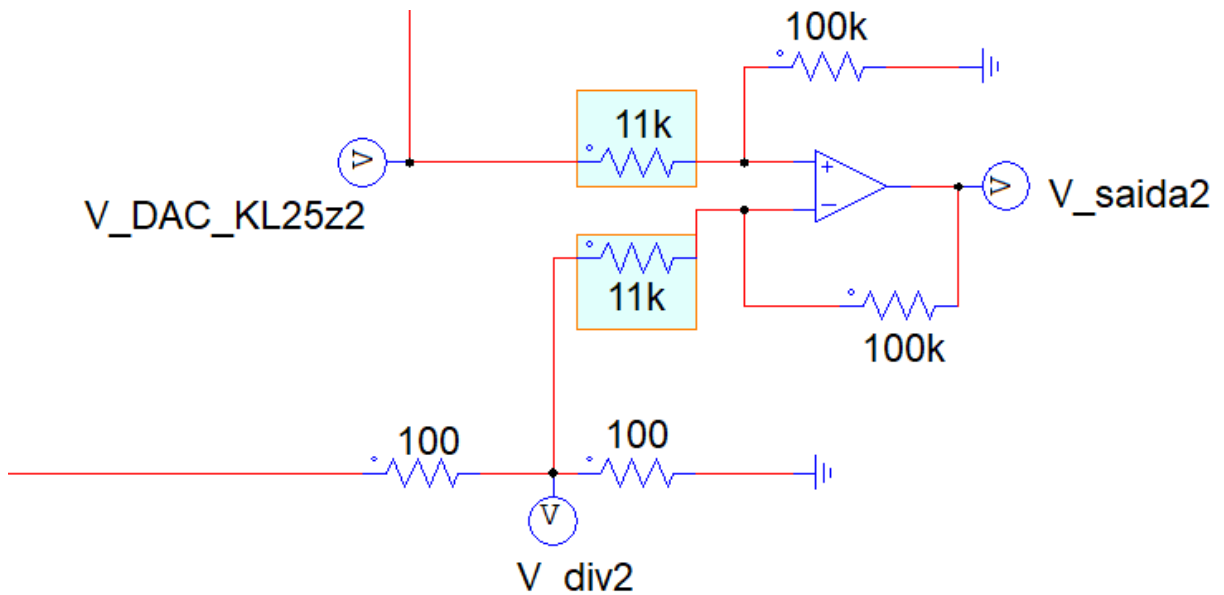 100k
11k
V
V_DAC_KL25z2
+
−
V
V_saida2
11k
100k
100
100
V
V_div2